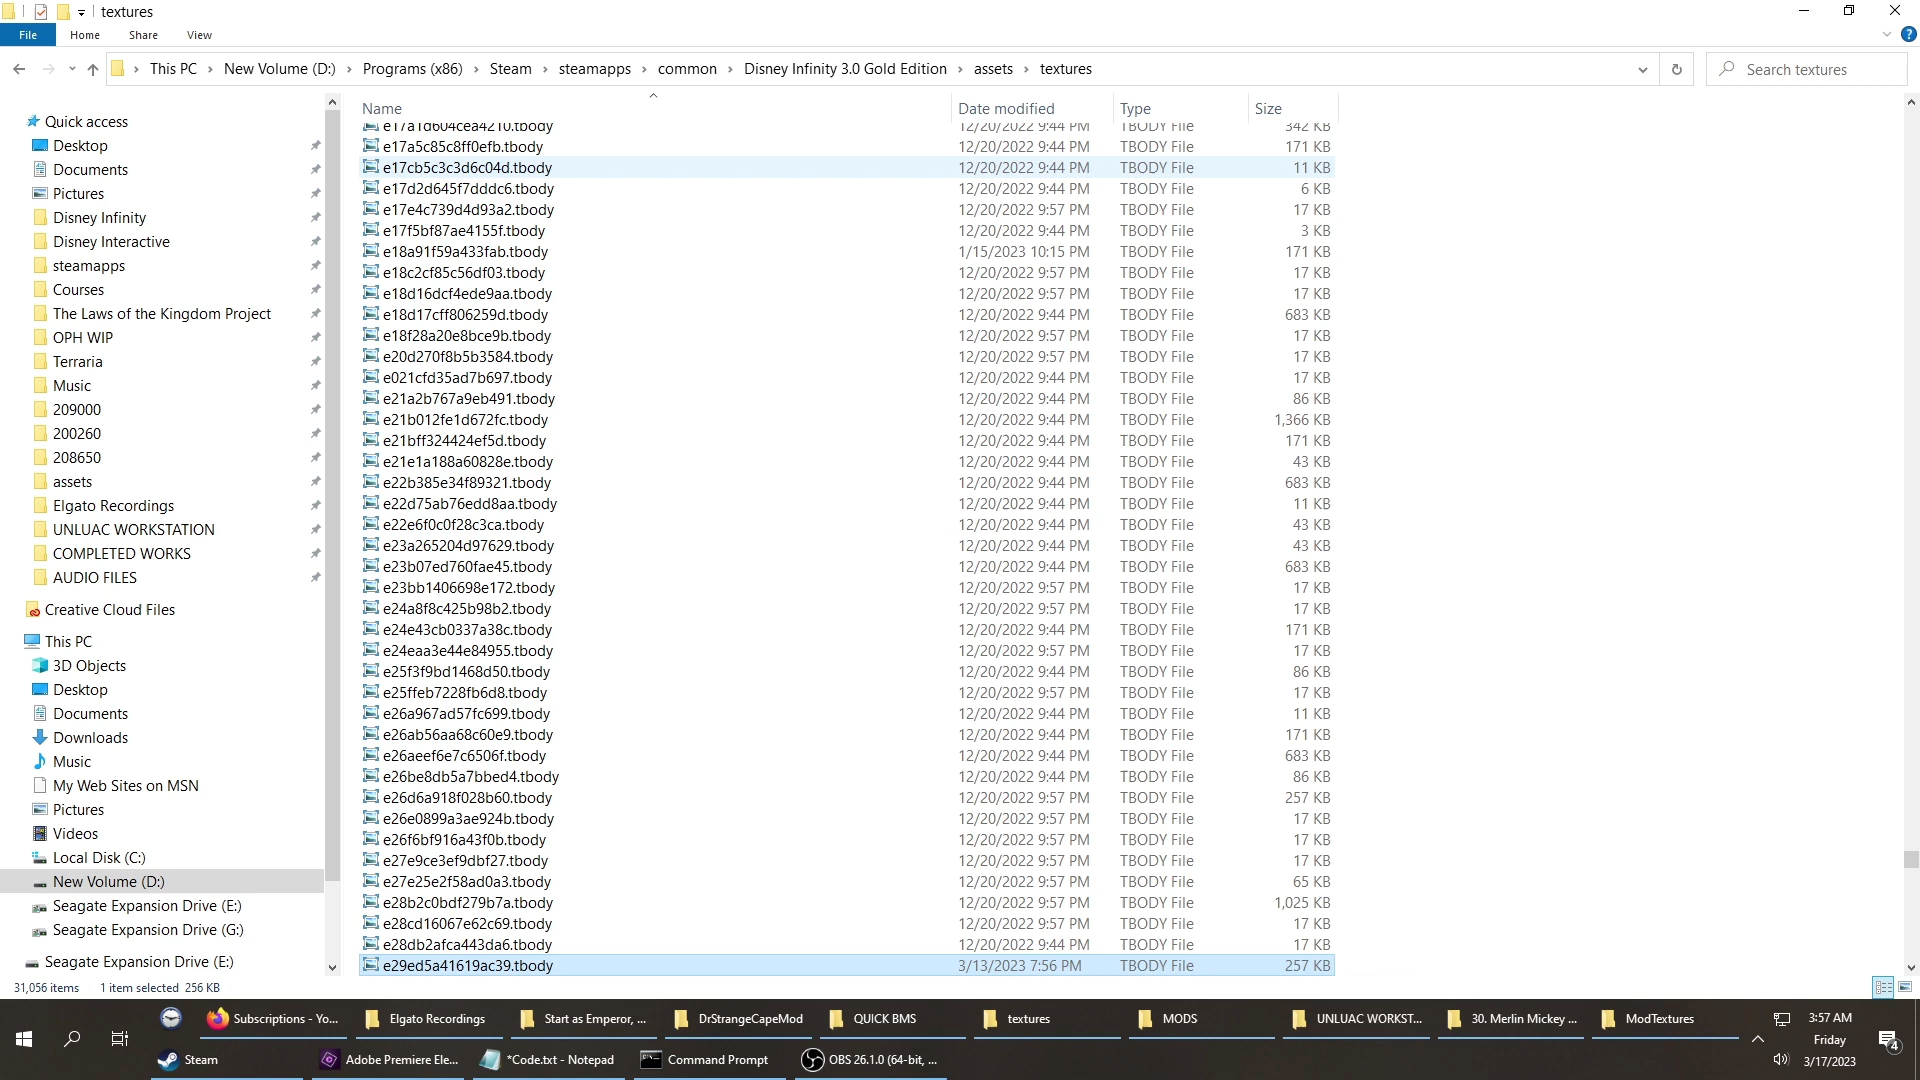 textures
File Home Share View
This PC New Volume (D:) Programs (x86) Steam steamapps common Disney Infinity 3.0 Gold Edition assets textures
Search textures
Name Date modified Type Size
e17a1d604cea4210.tbody 12/20/2022 9:44 PM TBODY File 342 KB
e17a5c85c8ff0efb.tbody 12/20/2022 9:44 PM TBODY File 171 KB
e17cb5c3c3d6c04d.tbody 12/20/2022 9:44 PM TBODY File 11 KB
e17d2d645f7dddc6.tbody 12/20/2022 9:44 PM TBODY File 6 KB
e17e4c739d4d93a2.tbody 12/20/2022 9:57 PM TBODY File 17 KB
e17f5bf87ae4155f.tbody 12/20/2022 9:44 PM TBODY File 3 KB
e18a91f59a433fab.tbody 1/15/2023 10:15 PM TBODY File 171 KB
e18c2cf85c56df03.tbody 12/20/2022 9:57 PM TBODY File 17 KB
e18d16dcf4ede9aa.tbody 12/20/2022 9:57 PM TBODY File 17 KB
e18d17cff806259d.tbody 12/20/2022 9:44 PM TBODY File 683 KB
e18f28a20e8bce9b.tbody 12/20/2022 9:57 PM TBODY File 17 KB
e20d270f8b5b3584.tbody 12/20/2022 9:57 PM TBODY File 17 KB
e021cfd35ad7b697.tbody 12/20/2022 9:44 PM TBODY File 17 KB
e21a2b767a9eb491.tbody 12/20/2022 9:44 PM TBODY File 86 KB
e21b012fe1d672fc.tbody 12/20/2022 9:44 PM TBODY File 1,366 KB
e21bff324424ef5d.tbody 12/20/2022 9:44 PM TBODY File 171 KB
e21e1a188a60828e.tbody 12/20/2022 9:44 PM TBODY File 43 KB
e22b385e34f89321.tbody 12/20/2022 9:44 PM TBODY File 683 KB
e22d75ab76edd8aa.tbody 12/20/2022 9:44 PM TBODY File 11 KB
e22e6f0c0f28c3ca.tbody 12/20/2022 9:44 PM TBODY File 43 KB
e23a265204d97629.tbody 12/20/2022 9:44 PM TBODY File 43 KB
e23b07ed760fae45.tbody 12/20/2022 9:44 PM TBODY File 683 KB
e23bb1406698e172.tbody 12/20/2022 9:57 PM TBODY File 17 KB
e24a8f8c425b98b2.tbody 12/20/2022 9:57 PM TBODY File 17 KB
e24e43cb0337a38c.tbody 12/20/2022 9:44 PM TBODY File 171 KB
e24eaa3e44e84955.tbody 12/20/2022 9:57 PM TBODY File 17 KB
e25f3f9bd1468d50.tbody 12/20/2022 9:44 PM TBODY File 86 KB
e25ffeb7228fb6d8.tbody 12/20/2022 9:57 PM TBODY File 17 KB
e26a967ad57fc699.tbody 12/20/2022 9:44 PM TBODY File 11 KB
e26ab56aa68c60e9.tbody 12/20/2022 9:44 PM TBODY File 171 KB
e26aeef6e7c6506f.tbody 12/20/2022 9:44 PM TBODY File 683 KB
e26be8db5a7bbed4.tbody 12/20/2022 9:44 PM TBODY File 86 KB
e26d6a918f028b60.tbody 12/20/2022 9:57 PM TBODY File 257 KB
e26e0899a3ae924b.tbody 12/20/2022 9:57 PM TBODY File 17 KB
e26f6bf916a43f0b.tbody 12/20/2022 9:57 PM TBODY File 17 KB
e27e9ce3ef9dbf27.tbody 12/20/2022 9:57 PM TBODY File 17 KB
e27e25e2f58ad0a3.tbody 12/20/2022 9:57 PM TBODY File 65 KB
e28b2c0bdf279b7a.tbody 12/20/2022 9:57 PM TBODY File 1,025 KB
e28cd16067e62c69.tbody 12/20/2022 9:57 PM TBODY File 17 KB
e28db2afca443da6.tbody 12/20/2022 9:44 PM TBODY File 17 KB
e29ed5a41619ac39.tbody 3/13/2023 7:56 PM TBODY File 257 KB
Quick access
Desktop
Documents
Pictures
Disney Infinity
Disney Interactive
steamapps
Courses
The Laws of the Kingdom Project
OPH WIP
Terraria
Music
209000
200260
208650
assets
Elgato Recordings
UNLUAC WORKSTATION
COMPLETED WORKS
AUDIO FILES
Creative Cloud Files
This PC
3D Objects
Desktop
Documents
Downloads
Music
My Web Sites on MSN
Pictures
Videos
Local Disk (C:)
New Volume (D:)
Seagate Expansion Drive (E:)
Seagate Expansion Drive (G:)
Seagate Expansion Drive (E:)
31,056 items 1 item selected 256 KB
Subscriptions - Yo... Elgato Recordings Start as Emperor, ... DrStrangeCapeMod QUICK BMS textures MODS UNLUAC WORKST... 30. Merlin Mickey ... ModTextures
Steam Adobe Premiere Ele... *Code.txt - Notepad Command Prompt OBS 26.1.0 (64-bit, ...
3:57 AM
Friday
3/17/2023
4